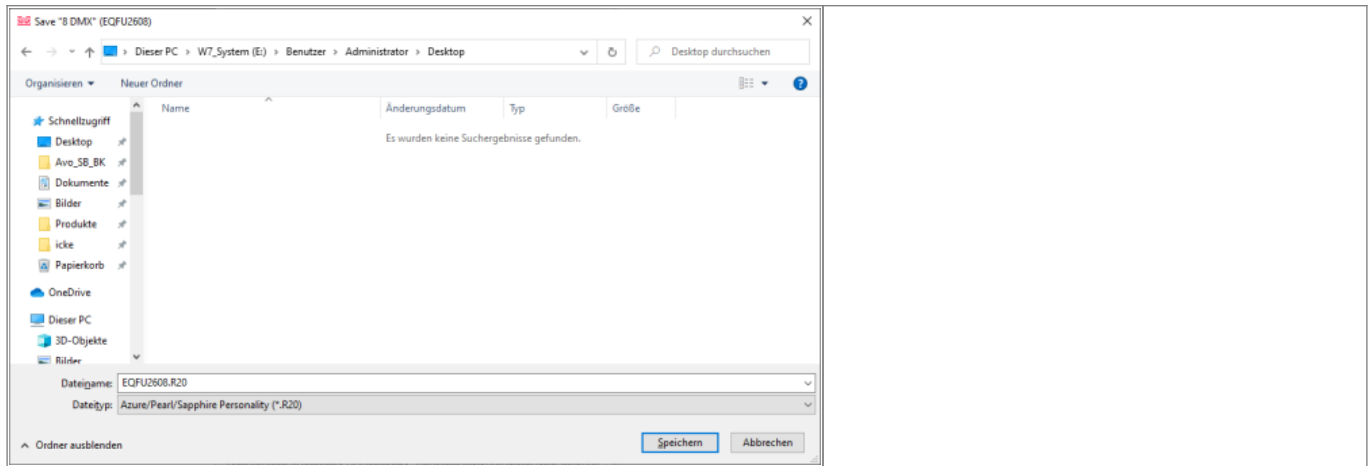 Save "8 DMX" (EQFU2608)
Dieser PC › W7_System (E:) › Benutzer › Administrator › Desktop
Desktop durchsuchen
Organisieren
Neuer Ordner
Name Änderungsdatum Typ Größe
Es wurden keine Suchergebnisse gefunden.
Schnellzugriff
Desktop
Avo_SB_BK
Dokumente
Bilder
Produkte
icke
Papierkorb
OneDrive
Dieser PC
3D-Objekte
Bilder
Dateiname: EQFU2608.R20
Dateityp: Azure/Pearl/Sapphire Personality (*.R20)
Ordner ausblenden
Speichern Abbrechen